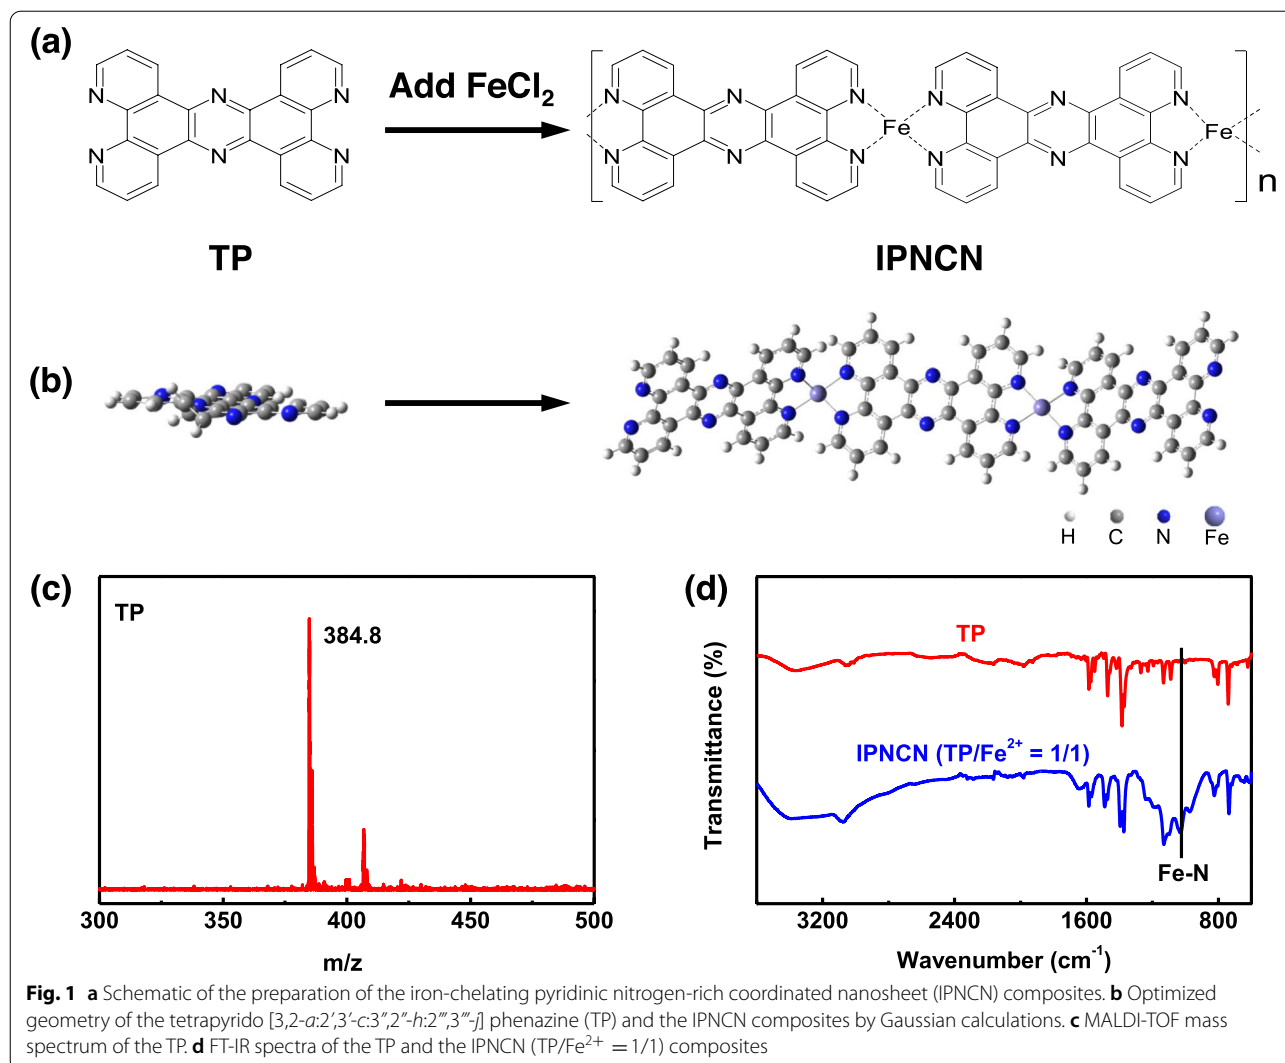 (a)
N N N N N N
Add FeCl2
N N N N N N
Fe
N N N N N N
Fe
n
TP
IPNCN
(b)
H C N Fe
(c)
TP
384.8
300 350 400 450 500
m/z
(d)
Transmittance (%)
TP
IPNCN (TP/Fe2+ = 1/1)
Fe-N
3200 2400 1600 800
Wavenumber (cm-1)
Fig. 1 a Schematic of the preparation of the iron-chelating pyridinic nitrogen-rich coordinated nanosheet (IPNCN) composites. b Optimized
geometry of the tetrapyrido [3,2-a:2′,3′-c:3″,2″-h:2‴,3‴-j] phenazine (TP) and the IPNCN composites by Gaussian calculations. c MALDI-TOF mass
spectrum of the TP. d FT-IR spectra of the TP and the IPNCN (TP/Fe2+ = 1/1) composites